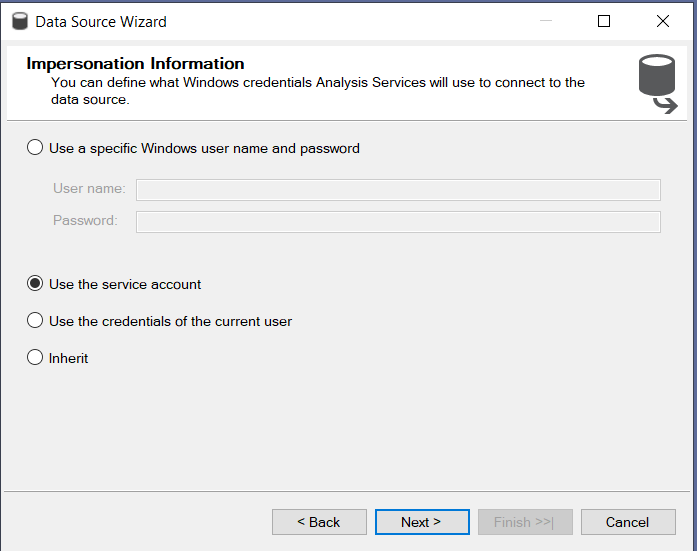 Data Source Wizard
Impersonation Information
You can define what Windows credentials Analysis Services will use to connect to the
data source.
Use a specific Windows user name and password
User name:
Password:
Use the service account
Use the credentials of the current user
Inherit
< Back
Next >
Finish >>|
Cancel